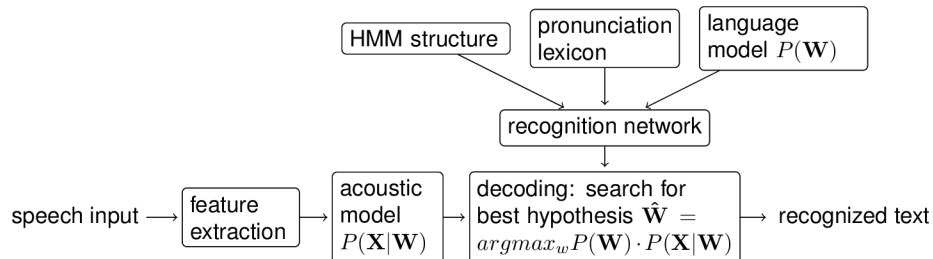 HMM structure
pronunciation
lexicon
language
model P(W)
recognition network
speech input
feature
extraction
acoustic
model
P(X|W)
decoding: search for
best hypothesis Ŵ =
argmax_w P(W) · P(X|W)
recognized text